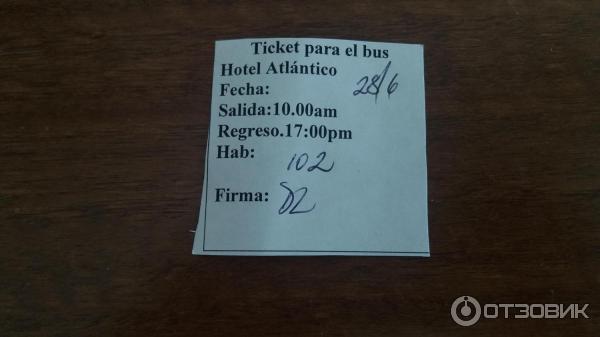 Ticket para el bus
Hotel Atlántico
Fecha: 28/6
Salida:10.00am
Regreso.17:00pm
Hab: 102
Firma:
ОТЗОВИК